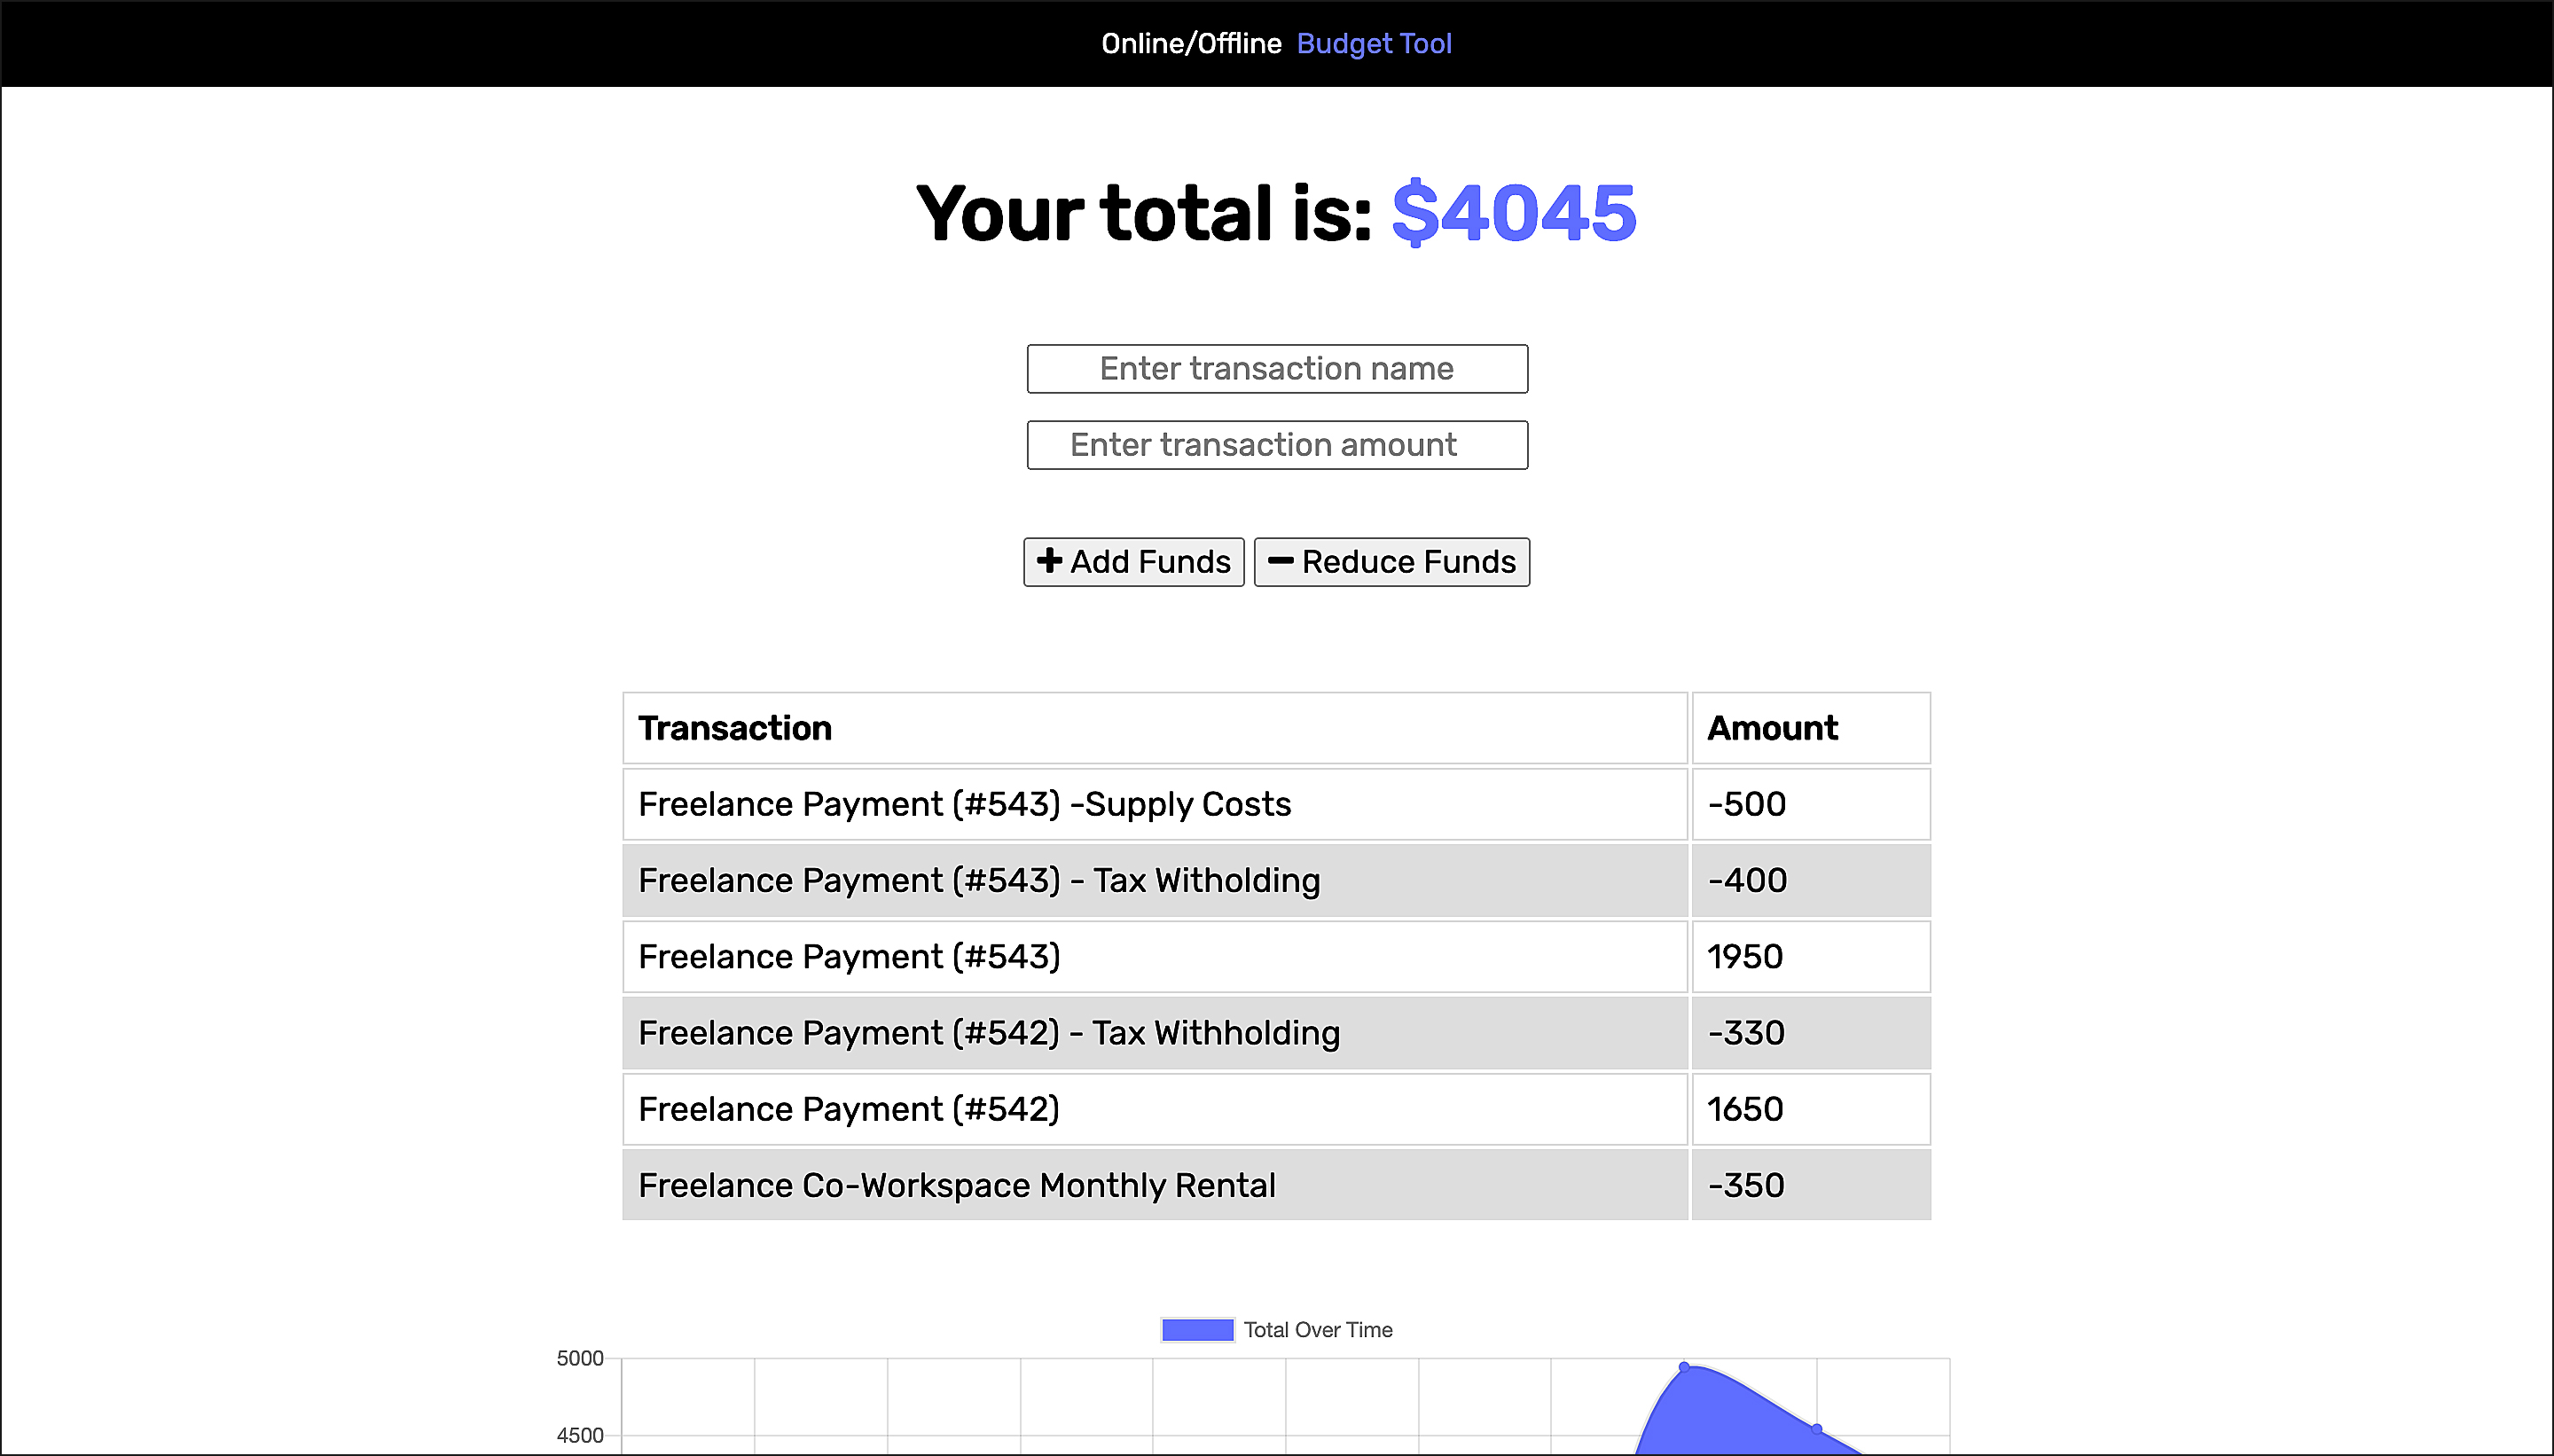 Online/Offline Budget Tool
Your total is: $4045
Enter transaction name
Enter transaction amount
Add Funds Reduce Funds
Transaction Amount
Freelance Payment (#543) -Supply Costs -500
Freelance Payment (#543) - Tax Witholding -400
Freelance Payment (#543) 1950
Freelance Payment (#542) - Tax Withholding -330
Freelance Payment (#542) 1650
Freelance Co-Workspace Monthly Rental -350
Total Over Time
5000
4500